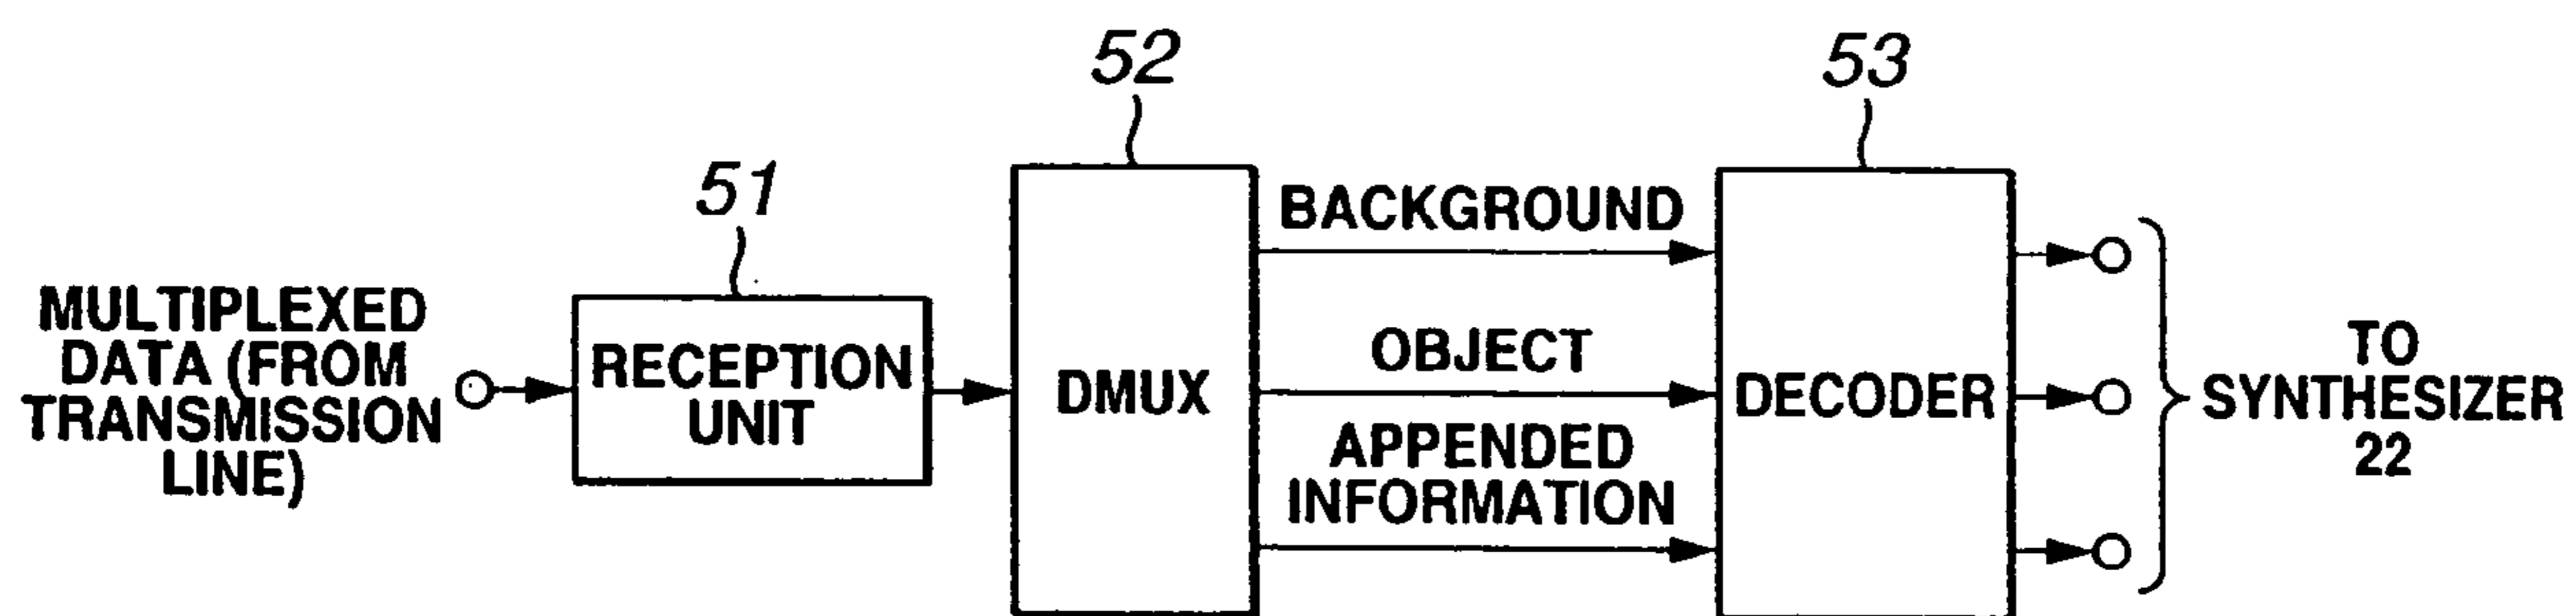 52
53
51
BACKGROUND
MULTIPLEXED
DATA (FROM
TRANSMISSION
LINE)
RECEPTION
UNIT
DMUX
OBJECT
APPENDED
INFORMATION
DECODER
TO
SYNTHESIZER
22